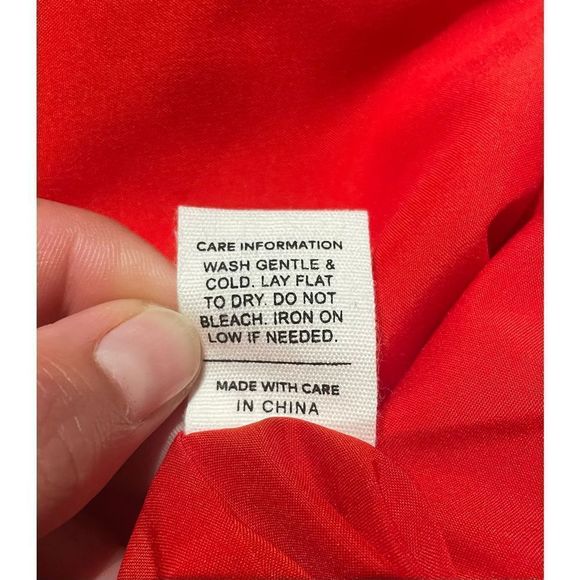 CARE INFORMATION
WASH GENTLE &
COLD. LAY FLAT
TO DRY. DO NOT
BLEACH. IRON ON
LOW IF NEEDED.
MADE WITH CARE
IN CHINA